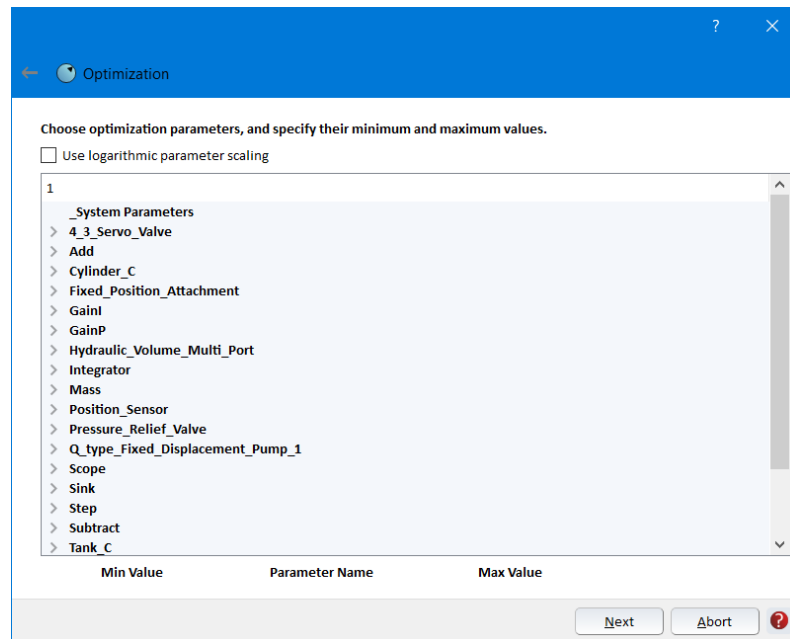 ?
Optimization
Choose optimization parameters, and specify their minimum and maximum values.
Use logarithmic parameter scaling
1
_System Parameters
4_3_Servo_Valve
Add
Cylinder_C
Fixed_Position_Attachment
GainI
GainP
Hydraulic_Volume_Multi_Port
Integrator
Mass
Position_Sensor
Pressure_Relief_Valve
Q_type_Fixed_Displacement_Pump_1
Scope
Sink
Step
Subtract
Tank_C
Min Value Parameter Name Max Value
Next Abort ?